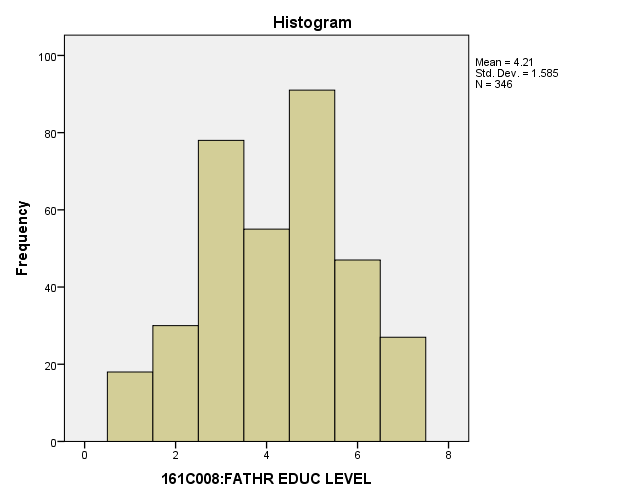 Histogram
Mean = 4.21
Std. Dev. = 1.585
N = 346
100
80
60
40
20
0
Frequency
0 2 4 6 8
161C008:FATHR EDUC LEVEL